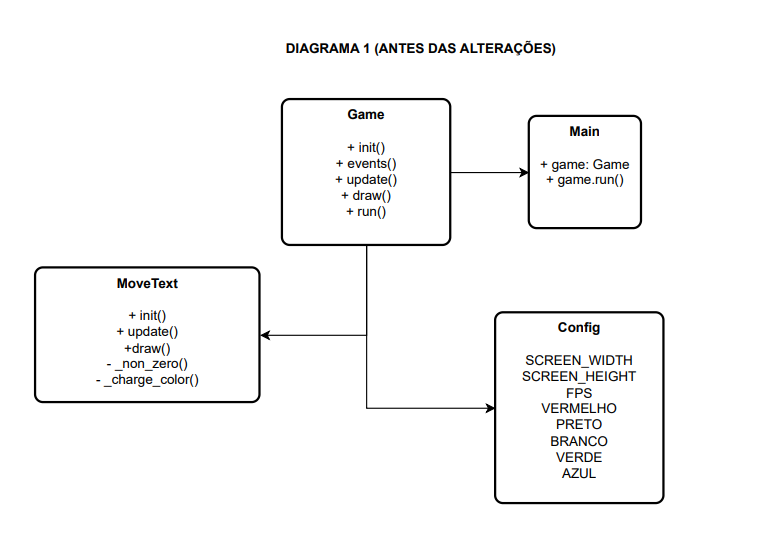 DIAGRAMA 1 (ANTES DAS ALTERAÇÕES)
Game
+ init()
+ events()
+ update()
+ draw()
+ run()
Main
+ game: Game
+ game.run()
MoveText
+ init()
+ update()
+draw()
- _non_zero()
- _charge_color()
Config
SCREEN_WIDTH
SCREEN_HEIGHT
FPS
VERMELHO
PRETO
BRANCO
VERDE
AZUL